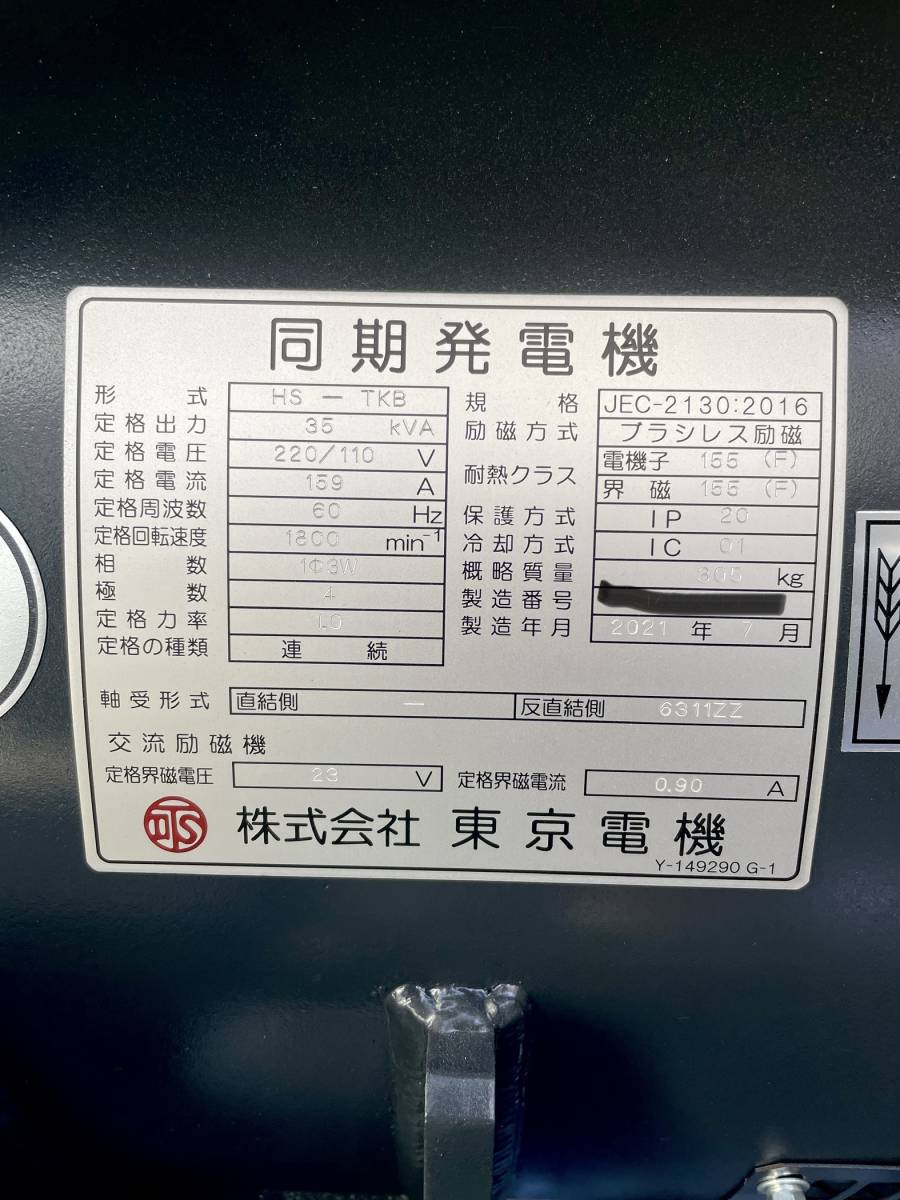 同期発電機
形式 HS－TKB
定格出力 35 kVA
定格電圧 220/110 V
定格電流 159 A
定格周波数 60 Hz
定格回転速度 1800 min⁻¹
相数 1Φ3W
極数 4
定格力率 1.0
定格の種類 連続
規格 JEC-2130:2016
励磁方式 ブラシレス励磁
耐熱クラス 電機子 155 (F)
界磁 155 (F)
保護方式 IP 20
冷却方式 IC 01
概略質量 305 kg
製造番号
製造年月 2021 年 7 月
軸受形式 直結側 — 反直結側 6311ZZ
交流励磁機
定格界磁電圧 23 V 定格界磁電流 0.90 A
株式会社 東京電機
Y-149290 G-1